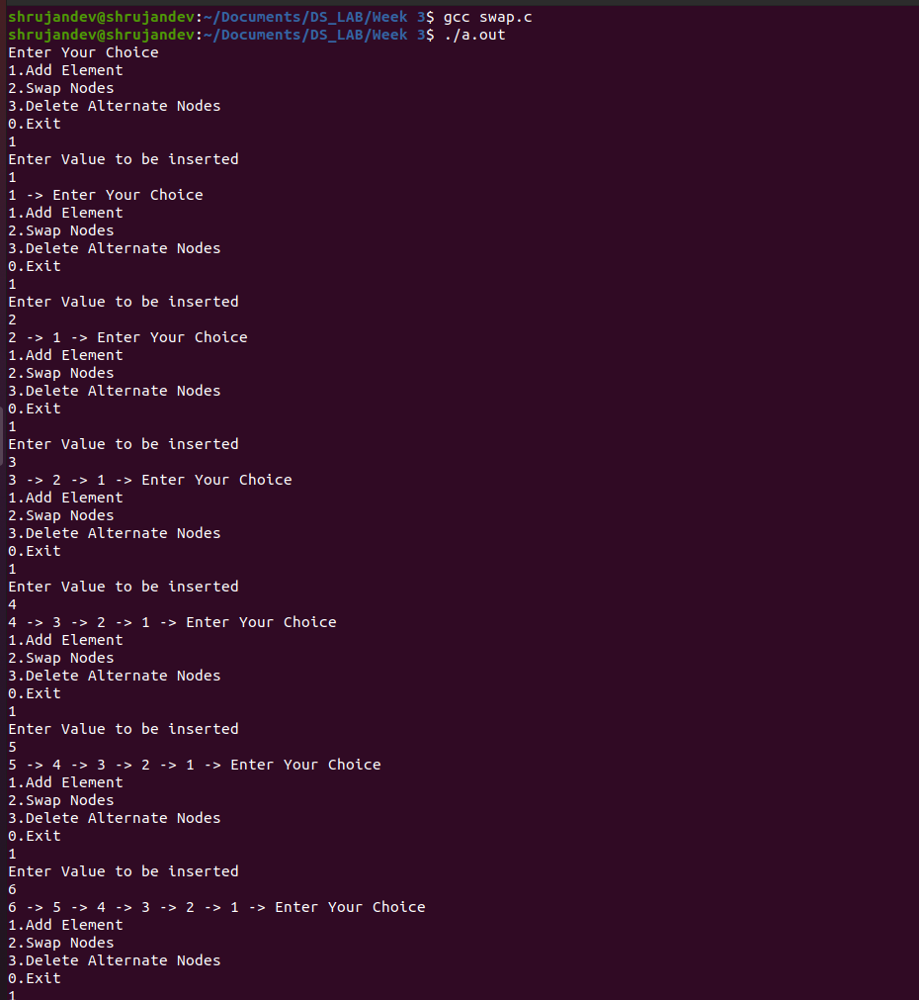 shrujandev@shrujandev:~/Documents/DS_LAB/Week 3$ gcc swap.c
shrujandev@shrujandev:~/Documents/DS_LAB/Week 3$ ./a.out
Enter Your Choice
1.Add Element
2.Swap Nodes
3.Delete Alternate Nodes
0.Exit
1
Enter Value to be inserted
1
1 -> Enter Your Choice
1.Add Element
2.Swap Nodes
3.Delete Alternate Nodes
0.Exit
1
Enter Value to be inserted
2
2 -> 1 -> Enter Your Choice
1.Add Element
2.Swap Nodes
3.Delete Alternate Nodes
0.Exit
1
Enter Value to be inserted
3
3 -> 2 -> 1 -> Enter Your Choice
1.Add Element
2.Swap Nodes
3.Delete Alternate Nodes
0.Exit
1
Enter Value to be inserted
4
4 -> 3 -> 2 -> 1 -> Enter Your Choice
1.Add Element
2.Swap Nodes
3.Delete Alternate Nodes
0.Exit
1
Enter Value to be inserted
5
5 -> 4 -> 3 -> 2 -> 1 -> Enter Your Choice
1.Add Element
2.Swap Nodes
3.Delete Alternate Nodes
0.Exit
1
Enter Value to be inserted
6
6 -> 5 -> 4 -> 3 -> 2 -> 1 -> Enter Your Choice
1.Add Element
2.Swap Nodes
3.Delete Alternate Nodes
0.Exit
1